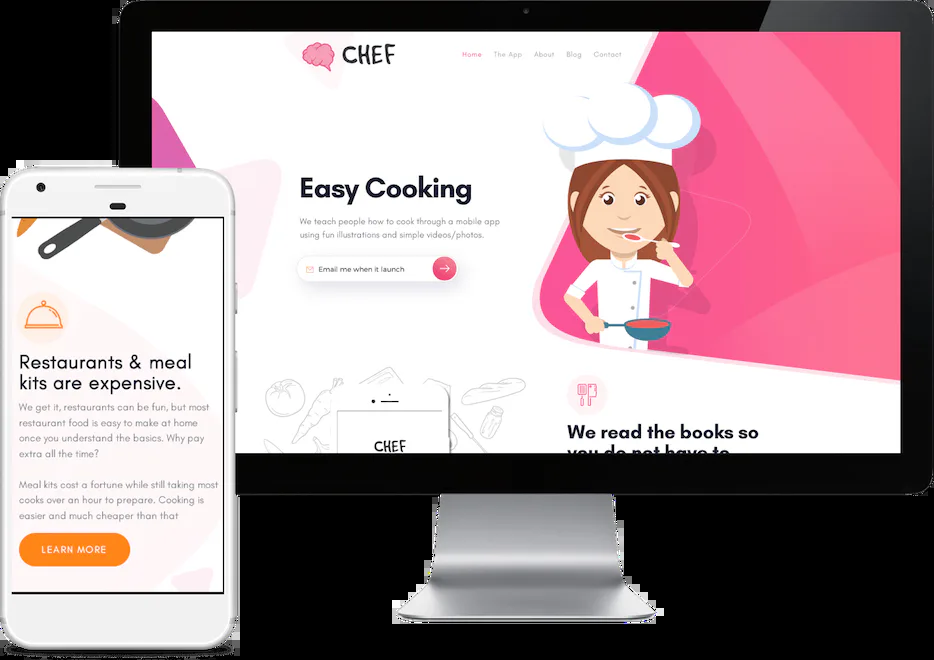 CHEF
Home The App About Blog Contact
Easy Cooking
We teach people how to cook through a mobile app
using fun illustrations and simple videos/photos.
Email me when it launch
CHEF
We read the books so
you do not have to
Restaurants & meal
kits are expensive.
We get it, restaurants can be fun, but most
restaurant food is easy to make at home
once you understand the basics. Why pay
extra all the time?
Meal kits cost a fortune while still taking most
cooks over an hour to prepare. Cooking is
easier and much cheaper than that
LEARN MORE